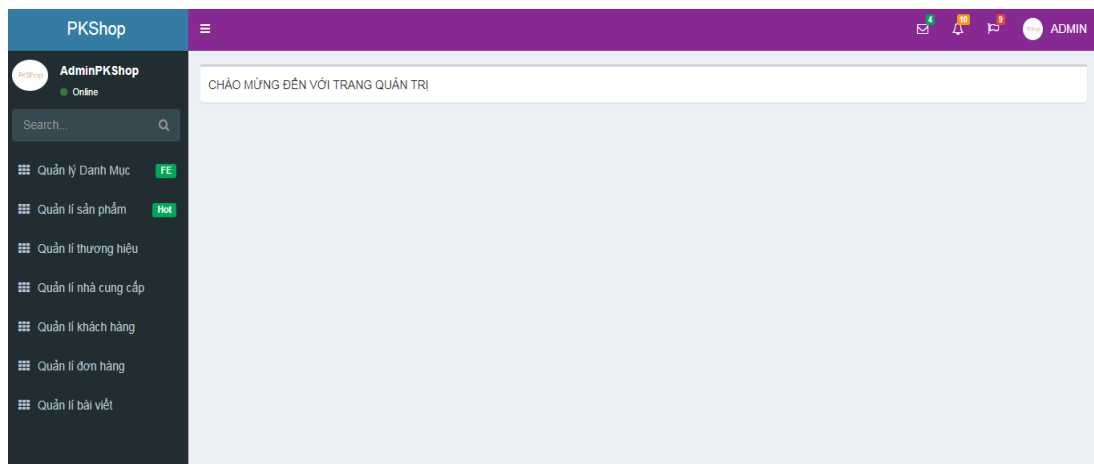 PKShop
4
10
9
ADMIN
AdminPKShop
Online
Search...
CHÀO MỪNG ĐẾN VỚI TRANG QUẢN TRỊ
Quản lý Danh Mục FE
Quản lí sản phẩm Hot
Quản lí thương hiệu
Quản lí nhà cung cấp
Quản lí khách hàng
Quản lí đơn hàng
Quản lí bài viết